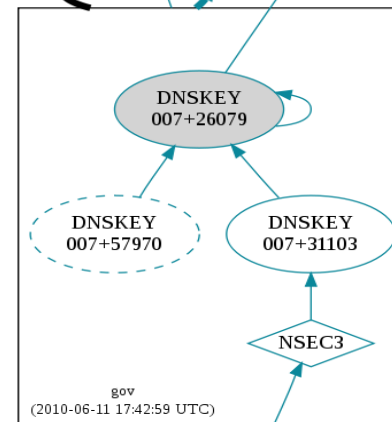 DNSKEY
007+26079
DNSKEY
007+57970
DNSKEY
007+31103
NSEC3
gov
(2010-06-11 17:42:59 UTC)